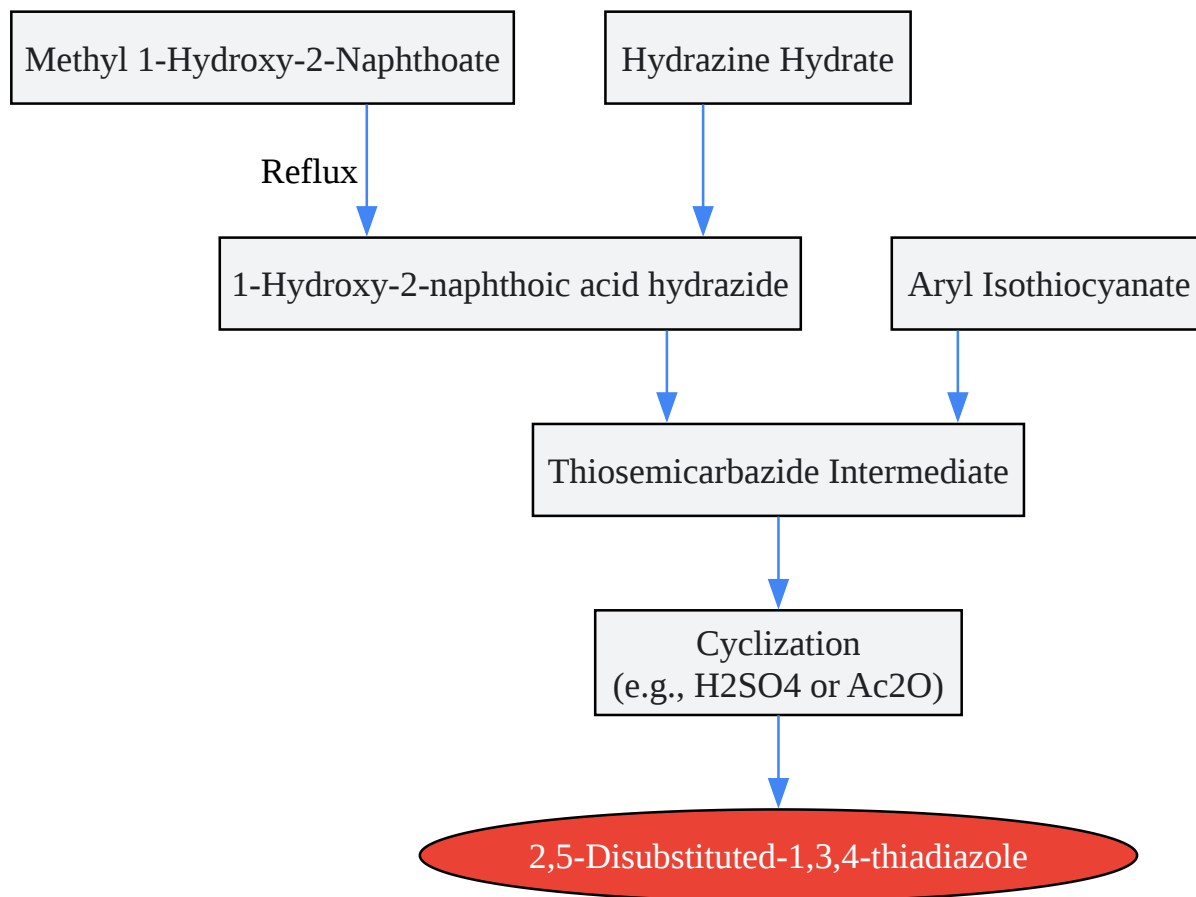 Methyl 1-Hydroxy-2-Naphthoate
Hydrazine Hydrate
Reflux
1-Hydroxy-2-naphthoic acid hydrazide
Aryl Isothiocyanate
Thiosemicarbazide Intermediate
Cyclization
(e.g., H2SO4 or Ac2O)
2,5-Disubstituted-1,3,4-thiadiazole